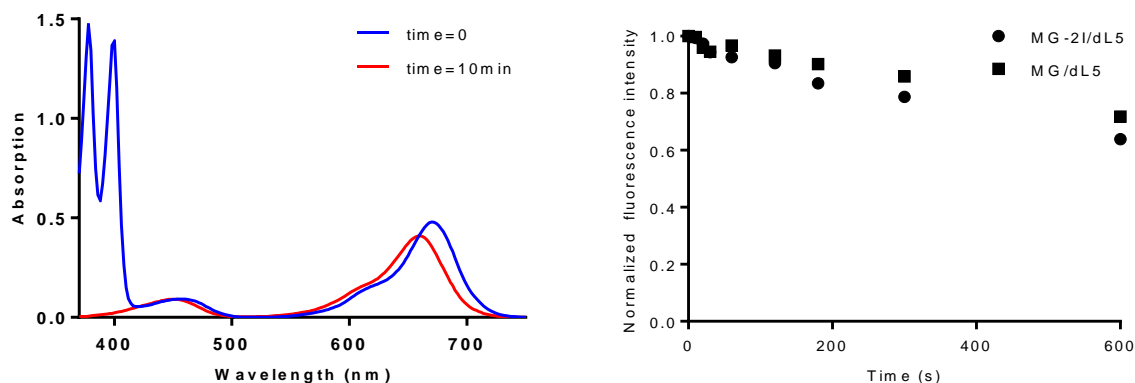 1.5
1.0
0.5
0.0
Absorption
400
500
600
700
Wavelength (nm)
time=0
time=10min
1.0
0.8
0.6
0.4
0.2
0.0
Normalized fluorescence intensity
0
200
400
600
Time (s)
MG-2I/dL5
MG/dL5